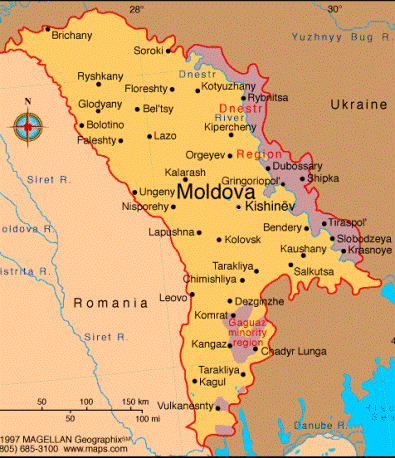 28°
30°
Brichany
Yuzhnyy Bug R.
Soroki
Dnestr
Ryshkany
Floreshty
Kotyuzhany
Rybnitsa
Glodyany
Bel'tsy
Dnestr
Ukraine
N
River
Bolotino
Lazo
Kipercheny
Faleshty
Orgeyev
Region
Dubossary
Siret R.
Kalarash
Gringoriopol'
Shipka
Ungeny
Moldova
Nisporehy
Kishinëv
Tiraspol'
Bendery
Lapushna
Kolovsk
Slobodzeya
Kaushany
Krasnoye
Tarakliya
Salkutsa
Chimishliya
Leovo
Dezginzhe
Romania
Komrat
Gaguaz
minority
region
Siret R.
Kangaz
Chadyr Lunga
Tarakliya
Kagul
50
100
150 km
Vulkanesnty
50
100 mi
Danube R.
1997 MAGELLAN Geographix℠
(805) 685-3100 www.maps.com